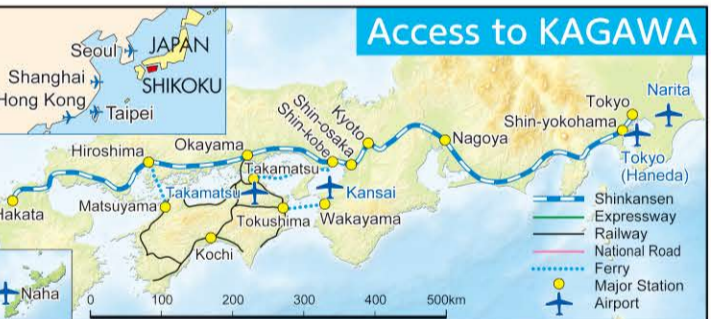 Access to KAGAWA
Seoul
JAPAN
Shanghai
SHIKOKU
Hong Kong
Taipei
Narita
Tokyo
Shin-yokohama
Tokyo
(Haneda)
Kyoto
Shin-osaka
Shin-kobe
Nagoya
Okayama
Hiroshima
Takamatsu
Takamatsu
Kansai
Hakata
Matsuyama
Tokushima
Wakayama
Kochi
Naha
Shinkansen
Expressway
Railway
National Road
Ferry
Major Station
Airport
0 100 200 300 400 500km